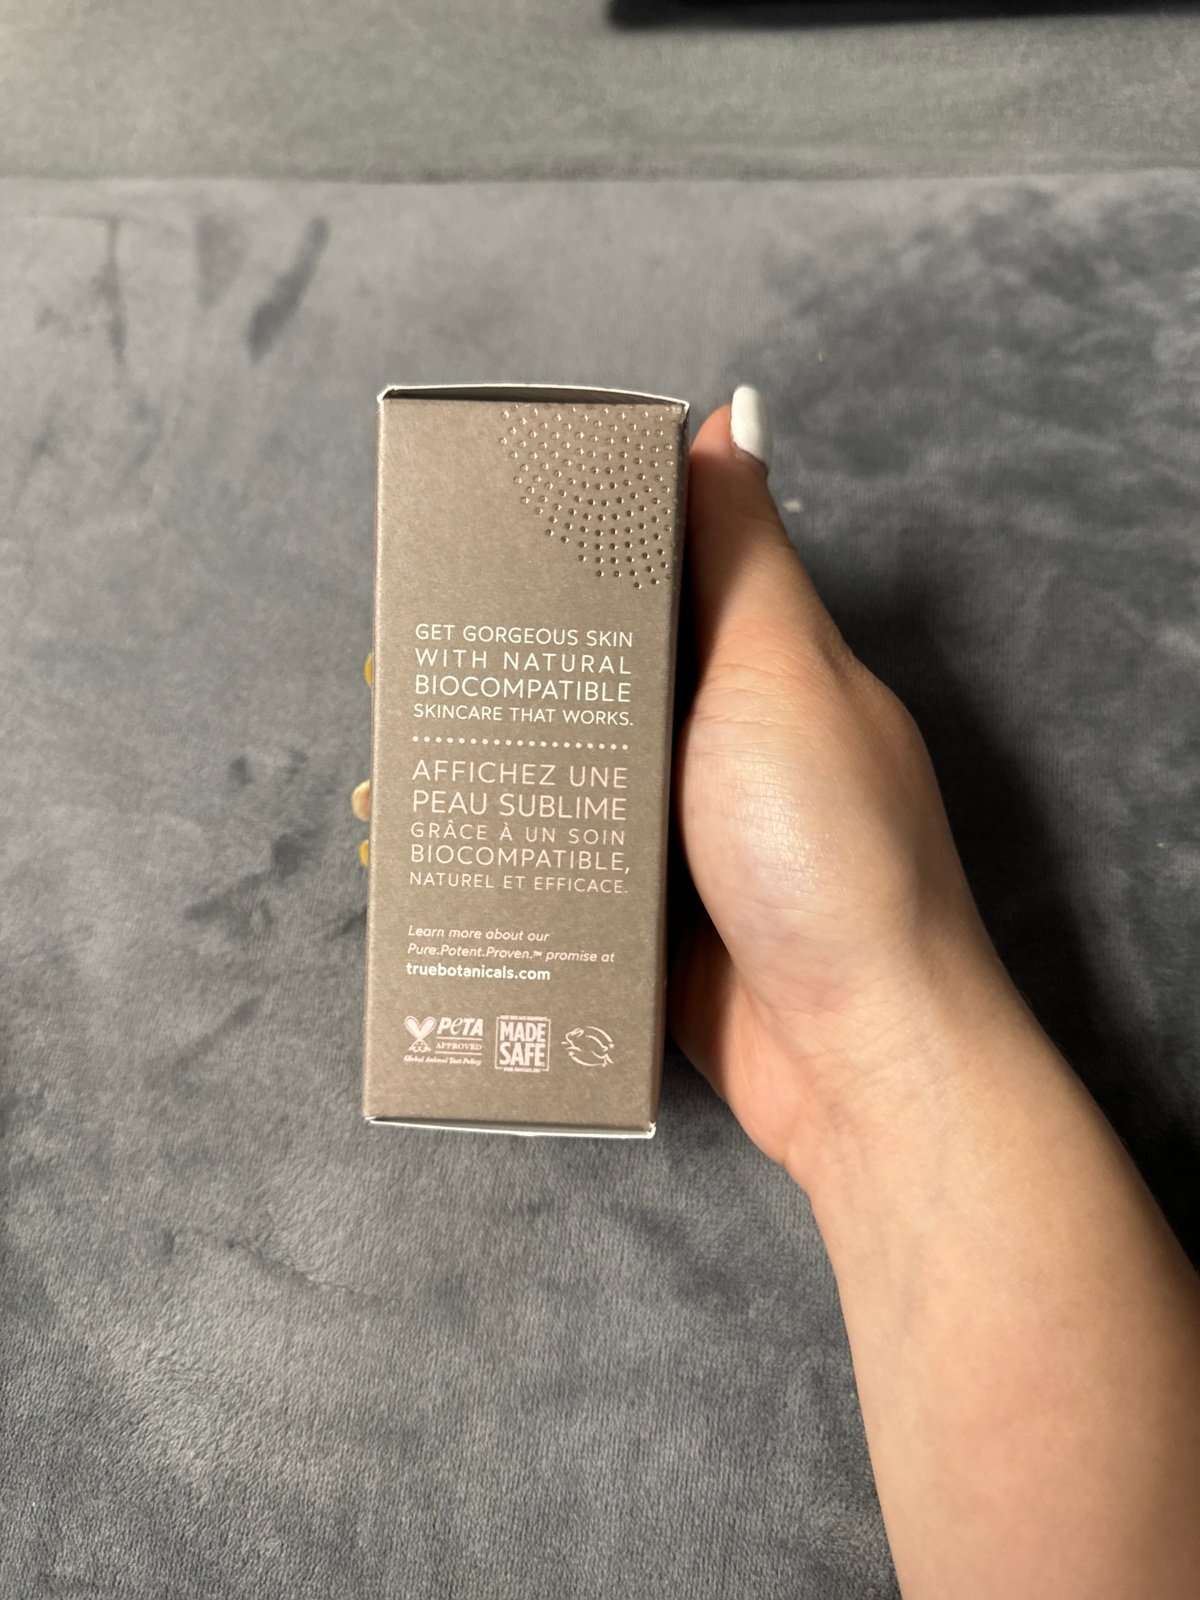 GET GORGEOUS SKIN
WITH NATURAL
BIOCOMPATIBLE
SKINCARE THAT WORKS.
AFFICHEZ UNE
PEAU SUBLIME
GRÂCE À UN SOIN
BIOCOMPATIBLE,
NATUREL ET EFFICACE.
Learn more about our
Pure.Potent.Proven.™ promise at
truebotanicals.com
PETA
APPROVED
Global Animal Test Policy
MADE
SAFE